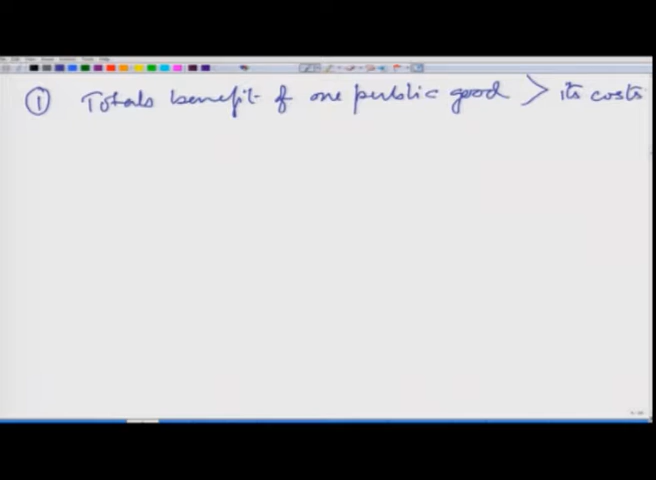 ① Totals benefit of one public good > its costs